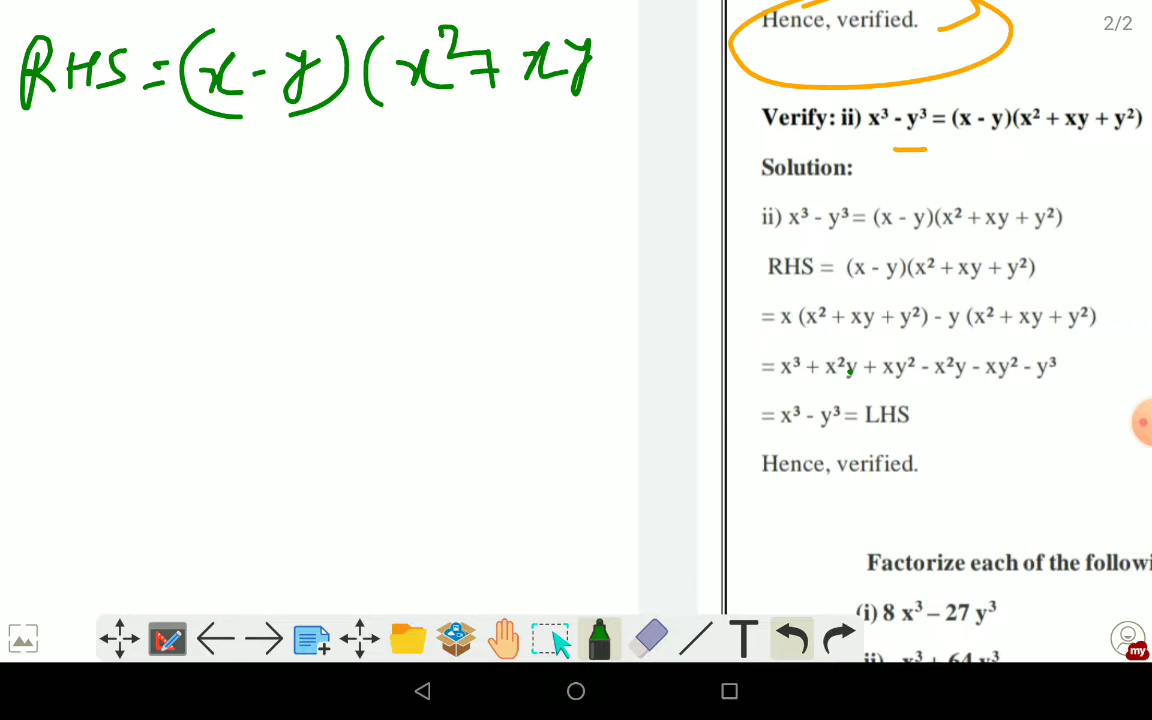 RHS = (x - y) (x² + xy
Hence, verified.
2/2
Verify: ii) x³ - y³ = (x - y)(x² + xy + y²)
Solution:
ii) x³ - y³ = (x - y)(x² + xy + y²)
RHS = (x - y)(x² + xy + y²)
= x (x² + xy + y²) - y (x² + xy + y²)
= x³ + x²y + xy² - x²y - xy² - y³
= x³ - y³ = LHS
Hence, verified.
Factorize each of the followi
(i) 8 x³ – 27 y³
T
my